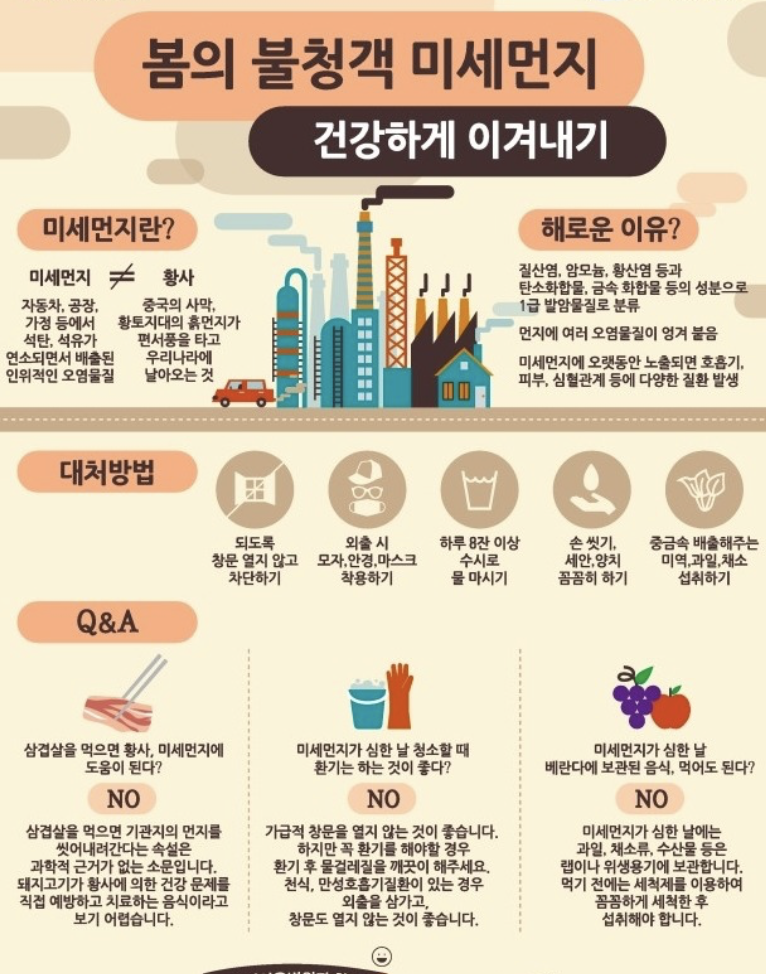 봄의 불청객 미세먼지
건강하게 이겨내기
미세먼지란?
미세먼지 ≠ 황사
자동차, 공장,
가정 등에서
석탄, 석유가
연소되면서 배출된
인위적인 오염물질
중국의 사막,
황토지대의 흙먼지가
편서풍을 타고
우리나라에
날아오는 것
해로운 이유?
질산염, 암모늄, 황산염 등과
탄소화합물, 금속 화합물 등의 성분으로
1급 발암물질로 분류
먼지에 여러 오염물질이 엉겨 붙음
미세먼지에 오랫동안 노출되면 호흡기,
피부, 심혈관계 등에 다양한 질환 발생
대처방법
되도록
창문 열지 않고
차단하기
외출 시
모자,안경,마스크
착용하기
하루 8잔 이상
수시로
물 마시기
손 씻기,
세안,양치
꼼꼼히 하기
중금속 배출해주는
미역,과일,채소
섭취하기
Q&A
삼겹살을 먹으면 황사, 미세먼지에
도움이 된다?
NO
삼겹살을 먹으면 기관지의 먼지를
씻어내려간다는 속설은
과학적 근거가 없는 소문입니다.
돼지고기가 황사에 의한 건강 문제를
직접 예방하고 치료하는 음식이라고
보기 어렵습니다.
미세먼지가 심한 날 청소할 때
환기는 하는 것이 좋다?
NO
가급적 창문을 열지 않는 것이 좋습니다.
하지만 꼭 환기를 해야할 경우
환기 후 물걸레질을 깨끗이 해주세요.
천식, 만성호흡기질환이 있는 경우
외출을 삼가고,
창문도 열지 않는 것이 좋습니다.
미세먼지가 심한 날
베란다에 보관된 음식, 먹어도 된다?
NO
미세먼지가 심한 날에는
과일, 채소류, 수산물 등은
랩이나 위생용기에 보관합니다.
먹기 전에는 세척제를 이용하여
꼼꼼하게 세척한 후
섭취해야 합니다.